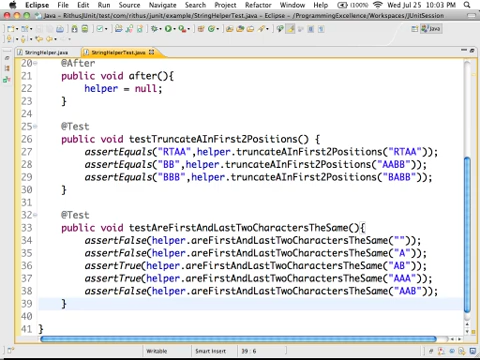 Eclipse File Edit Run Source Navigate Search Project Refactor Window Help (100%) Wed Jul 25 10:03 PM
Java - RithusJUnit/test/com/rithus/junit/example/StringHelperTest.java - Eclipse - /ProgrammingExcellence/Workspaces/JUnitSession
Java
StringHelper.java StringHelperTest.java
20 @After
21 public void after(){
22 helper = null;
23 }
24
25 @Test
26 public void testTruncateAInFirst2Positions() {
27 assertEquals("RTAA",helper.truncateAInFirst2Positions("RTAA"));
28 assertEquals("BB",helper.truncateAInFirst2Positions("AABB"));
29 assertEquals("BBB",helper.truncateAInFirst2Positions("BABB"));
30 }
31
32 @Test
33 public void testAreFirstAndLastTwoCharactersTheSame(){
34 assertFalse(helper.areFirstAndLastTwoCharactersTheSame(""));
35 assertFalse(helper.areFirstAndLastTwoCharactersTheSame("A"));
36 assertTrue(helper.areFirstAndLastTwoCharactersTheSame("AB"));
37 assertTrue(helper.areFirstAndLastTwoCharactersTheSame("AAA"));
38 assertFalse(helper.areFirstAndLastTwoCharactersTheSame("AAB"));
39 }
40
41 }
Writable Smart Insert 39 : 6